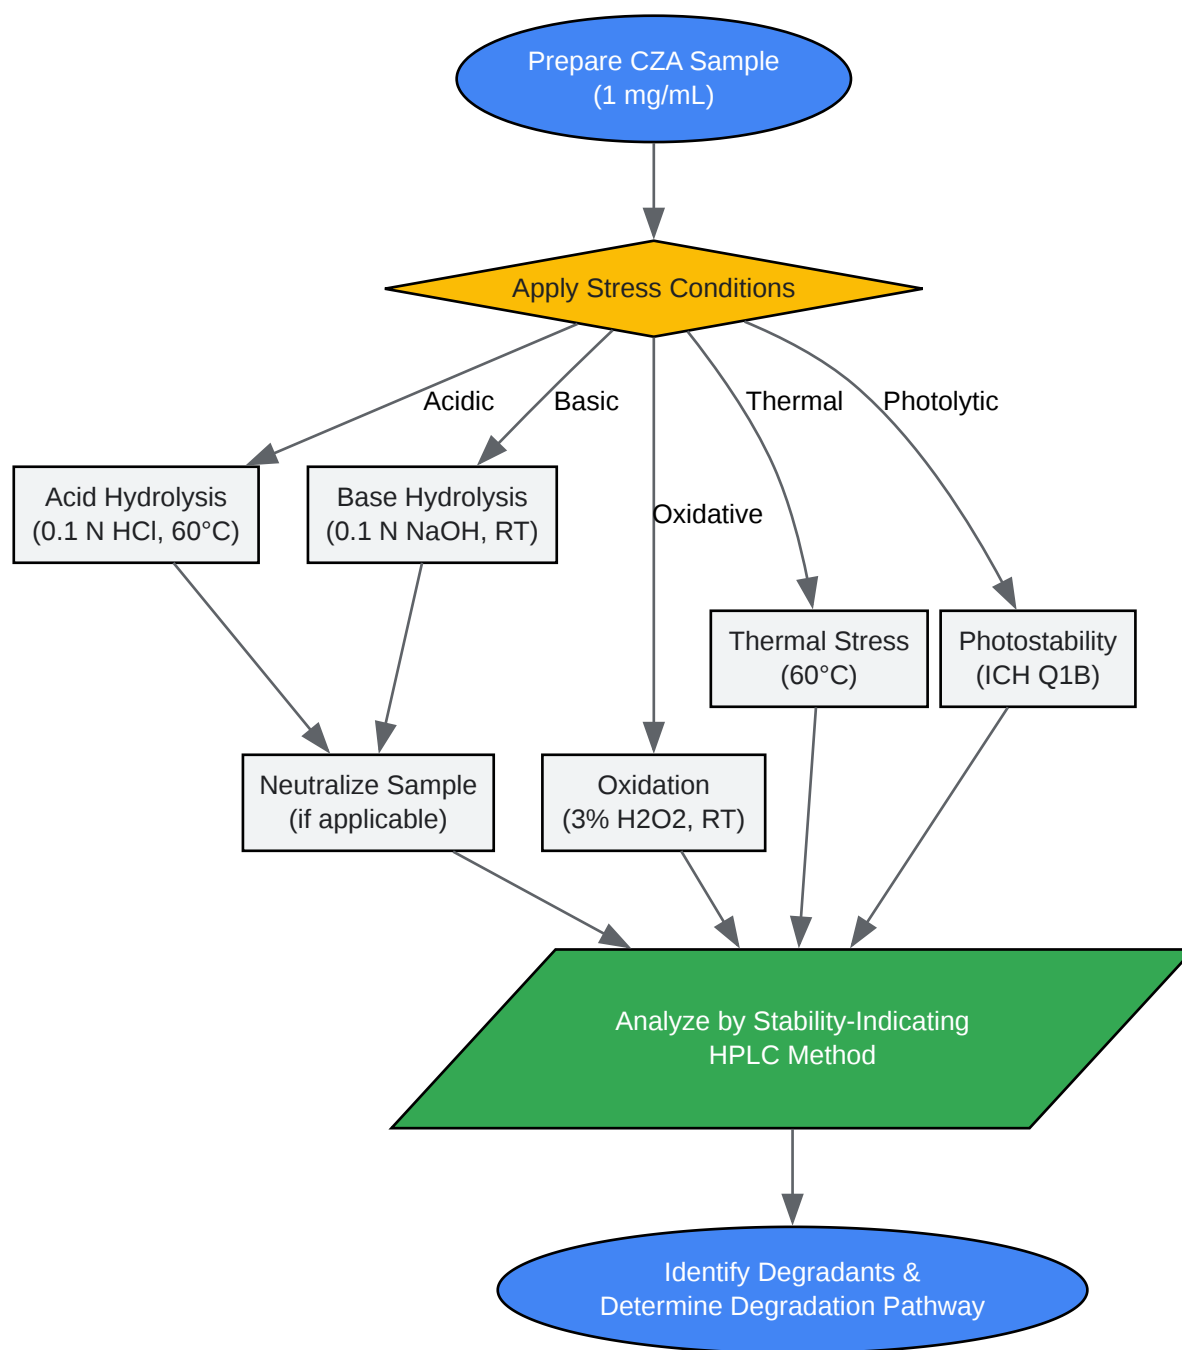 Prepare CZA Sample
(1 mg/mL)
Apply Stress Conditions
Acidic
Basic
Thermal
Photolytic
Acid Hydrolysis
(0.1 N HCl, 60°C)
Base Hydrolysis
(0.1 N NaOH, RT)
Oxidative
Thermal Stress
(60°C)
Photostability
(ICH Q1B)
Neutralize Sample
(if applicable)
Oxidation
(3% H2O2, RT)
Analyze by Stability-Indicating
HPLC Method
Identify Degradants &
Determine Degradation Pathway